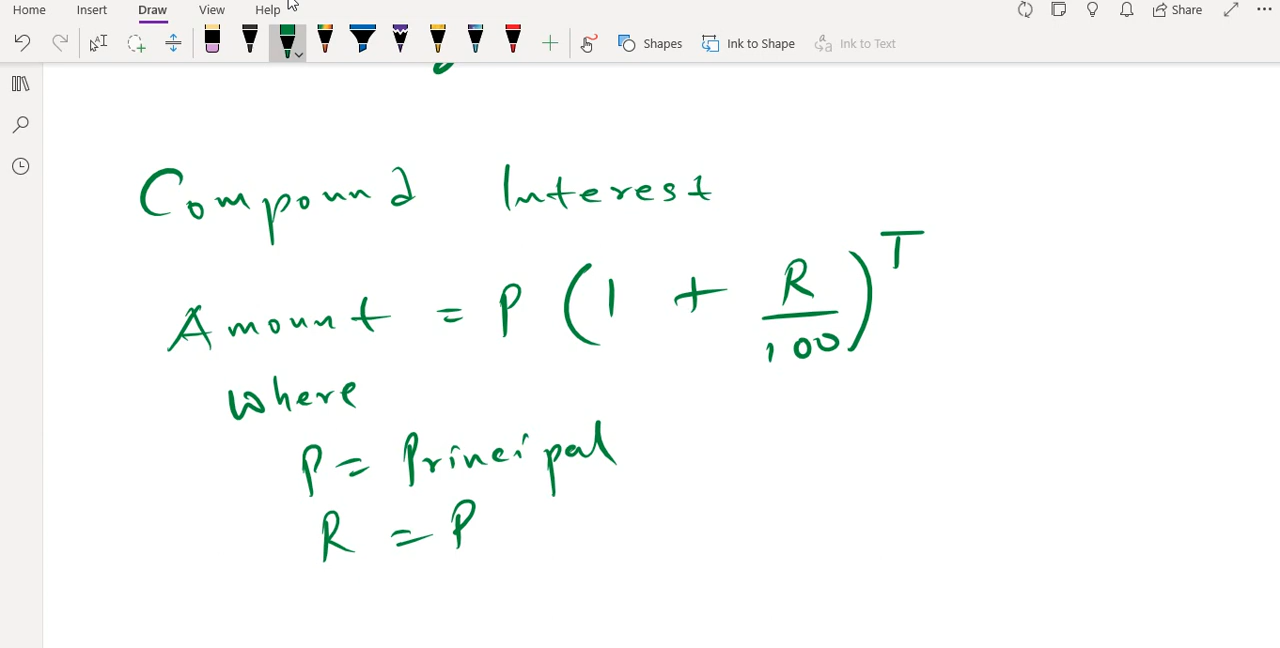 Home Insert Draw View Help Share
Shapes Ink to Shape Ink to Text
Compound Interest
Amount = P (1 + R/100)^T
where
P = Principal
R = P